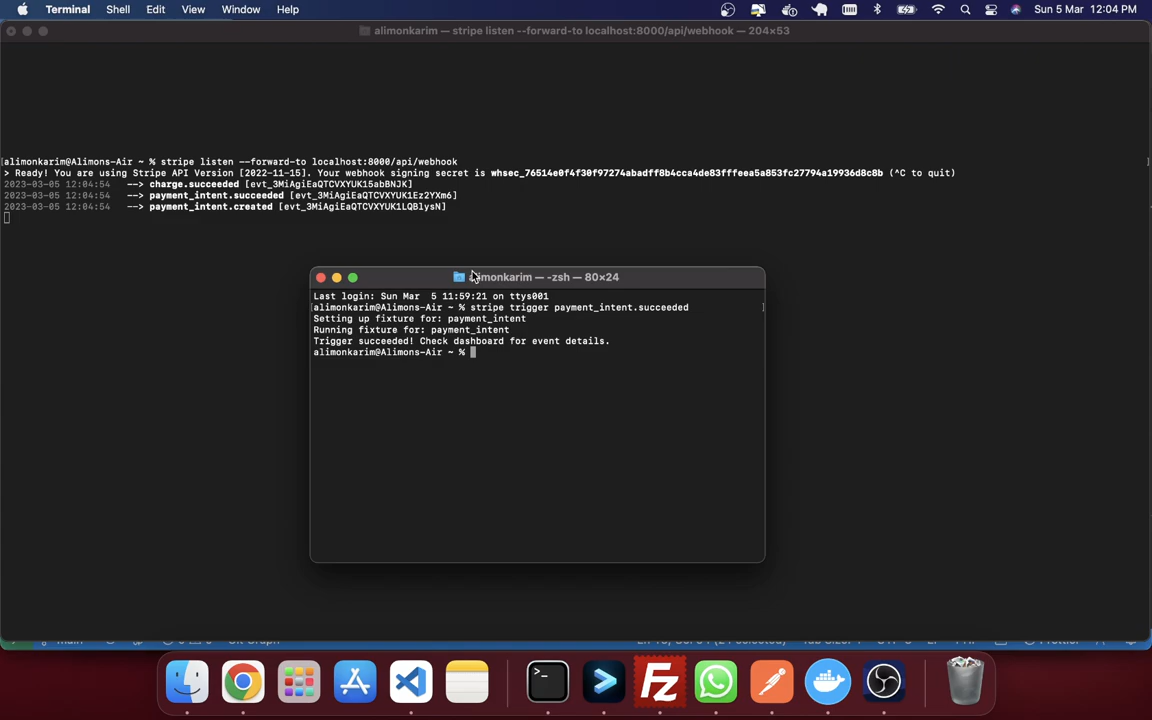 Terminal Shell Edit View Window Help Sun 5 Mar 12:04 PM
alimonkarim — stripe listen --forward-to localhost:8000/api/webhook — 204×53
[alimonkarim@Alimons-Air ~ % stripe listen --forward-to localhost:8000/api/webhook ]
> Ready! You are using Stripe API Version [2022-11-15]. Your webhook signing secret is whsec_76514e0f4f30f97274abadff8b4cca4de83fffeea5a853fc27794a19936d8c8b (^C to quit)
2023-03-05 12:04:54 --> charge.succeeded [evt_3MiAgiEaQTCVXYUK15abBNJK]
2023-03-05 12:04:54 --> payment_intent.succeeded [evt_3MiAgiEaQTCVXYUK1Ez2YXm6]
2023-03-05 12:04:54 --> payment_intent.created [evt_3MiAgiEaQTCVXYUK1LQBlysN]
alimonkarim — -zsh — 80×24
Last login: Sun Mar 5 11:59:21 on ttys001
[alimonkarim@Alimons-Air ~ % stripe trigger payment_intent.succeeded ]
Setting up fixture for: payment_intent
Running fixture for: payment_intent
Trigger succeeded! Check dashboard for event details.
alimonkarim@Alimons-Air ~ %